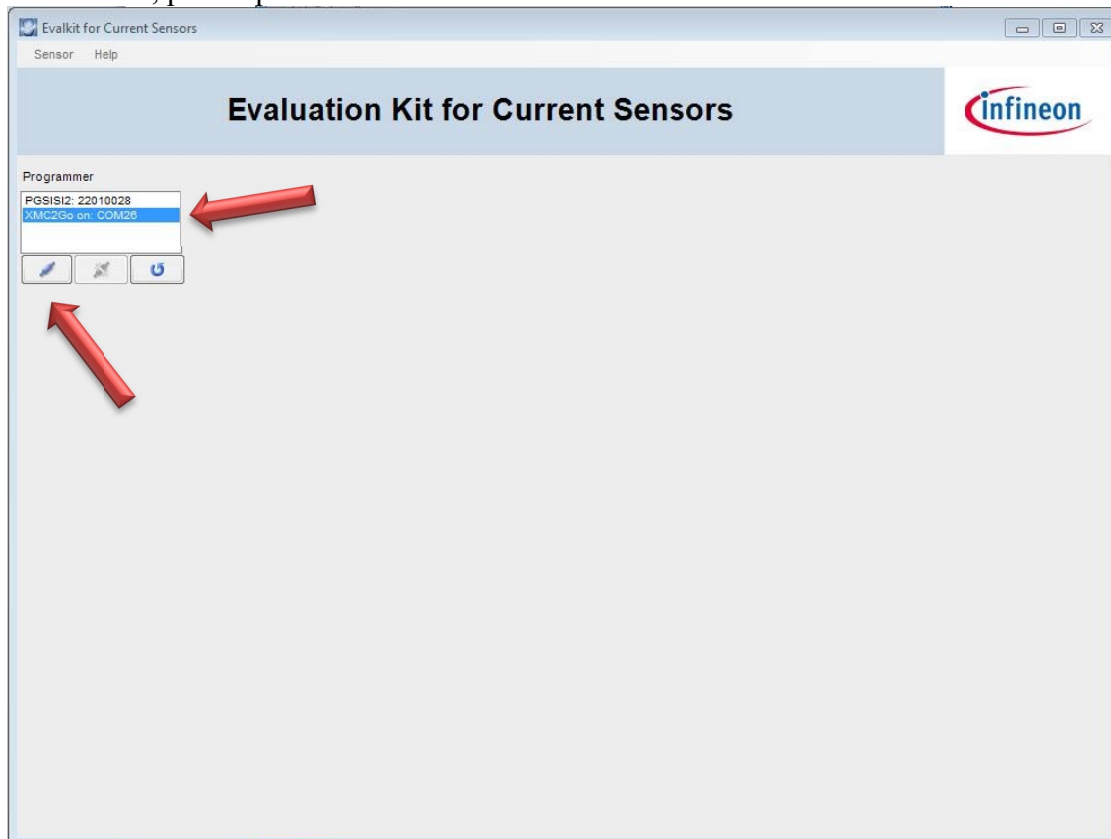 Evalkit for Current Sensors
Sensor Help
Evaluation Kit for Current Sensors
infineon
Programmer
PGSISI2: 22010028
XMC2Go on: COM26